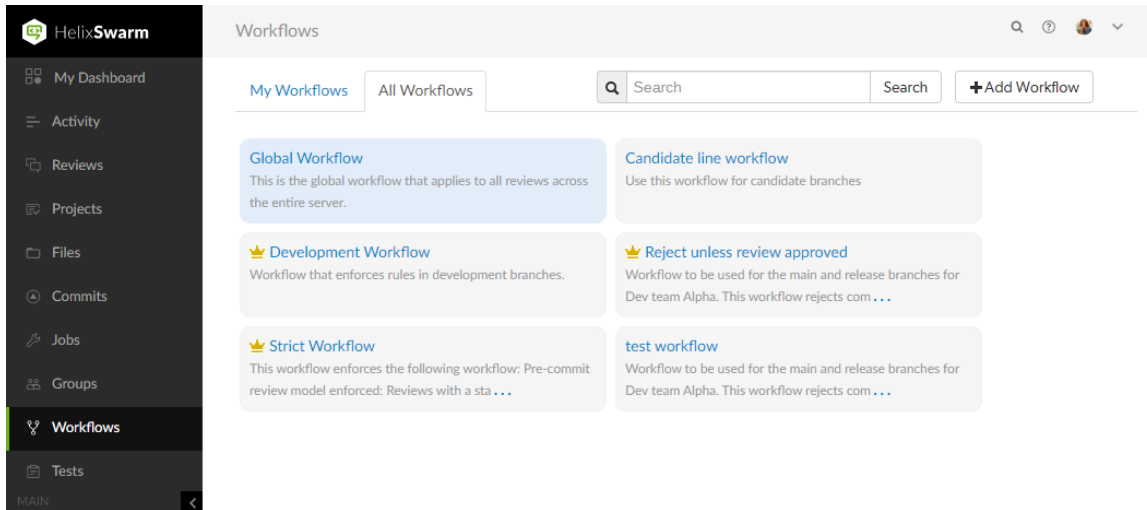 HelixSwarm
Workflows
My Dashboard
Activity
Reviews
Projects
Files
Commits
Jobs
Groups
Workflows
Tests
MAIN
My Workflows
All Workflows
Search
Search
+Add Workflow
Global Workflow
This is the global workflow that applies to all reviews across
the entire server.
Candidate line workflow
Use this workflow for candidate branches
Development Workflow
Workflow that enforces rules in development branches.
Reject unless review approved
Workflow to be used for the main and release branches for
Dev team Alpha. This workflow rejects com ...
Strict Workflow
This workflow enforces the following workflow: Pre-commit
review model enforced: Reviews with a sta ...
test workflow
Workflow to be used for the main and release branches for
Dev team Alpha. This workflow rejects com ...